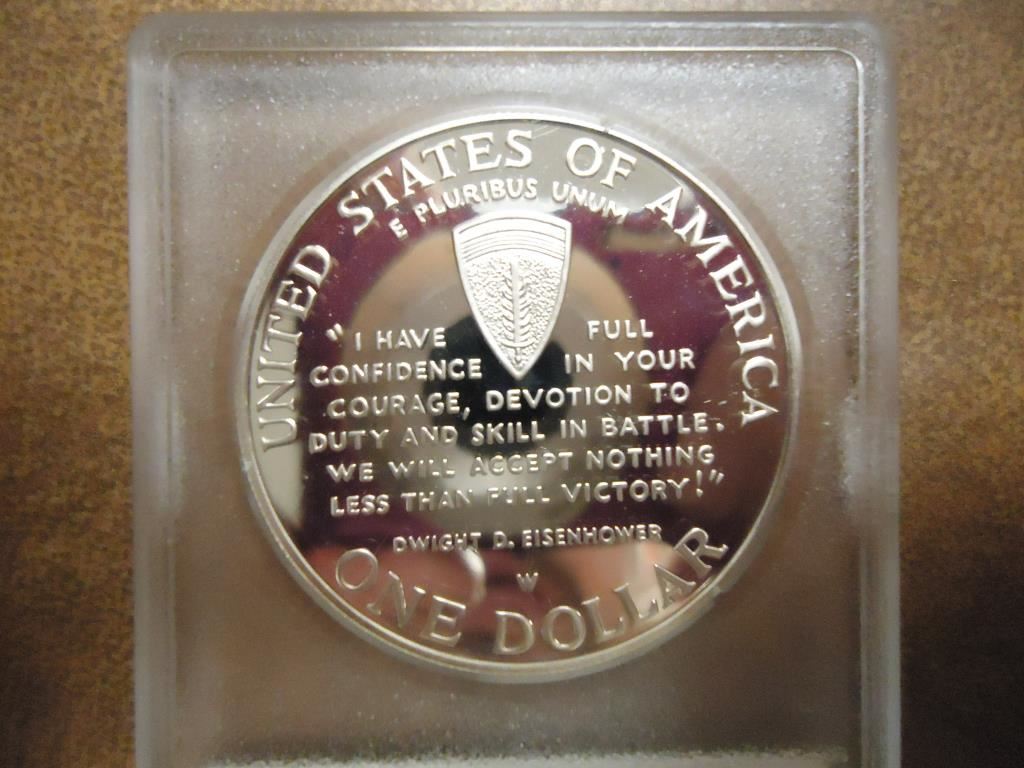 UNITED STATES OF AMERICA
E PLURIBUS UNUM
"I HAVE FULL
CONFIDENCE IN YOUR
COURAGE, DEVOTION TO
DUTY AND SKILL IN BATTLE.
WE WILL ACCEPT NOTHING
LESS THAN FULL VICTORY!"
DWIGHT D. EISENHOWER
W
ONE DOLLAR